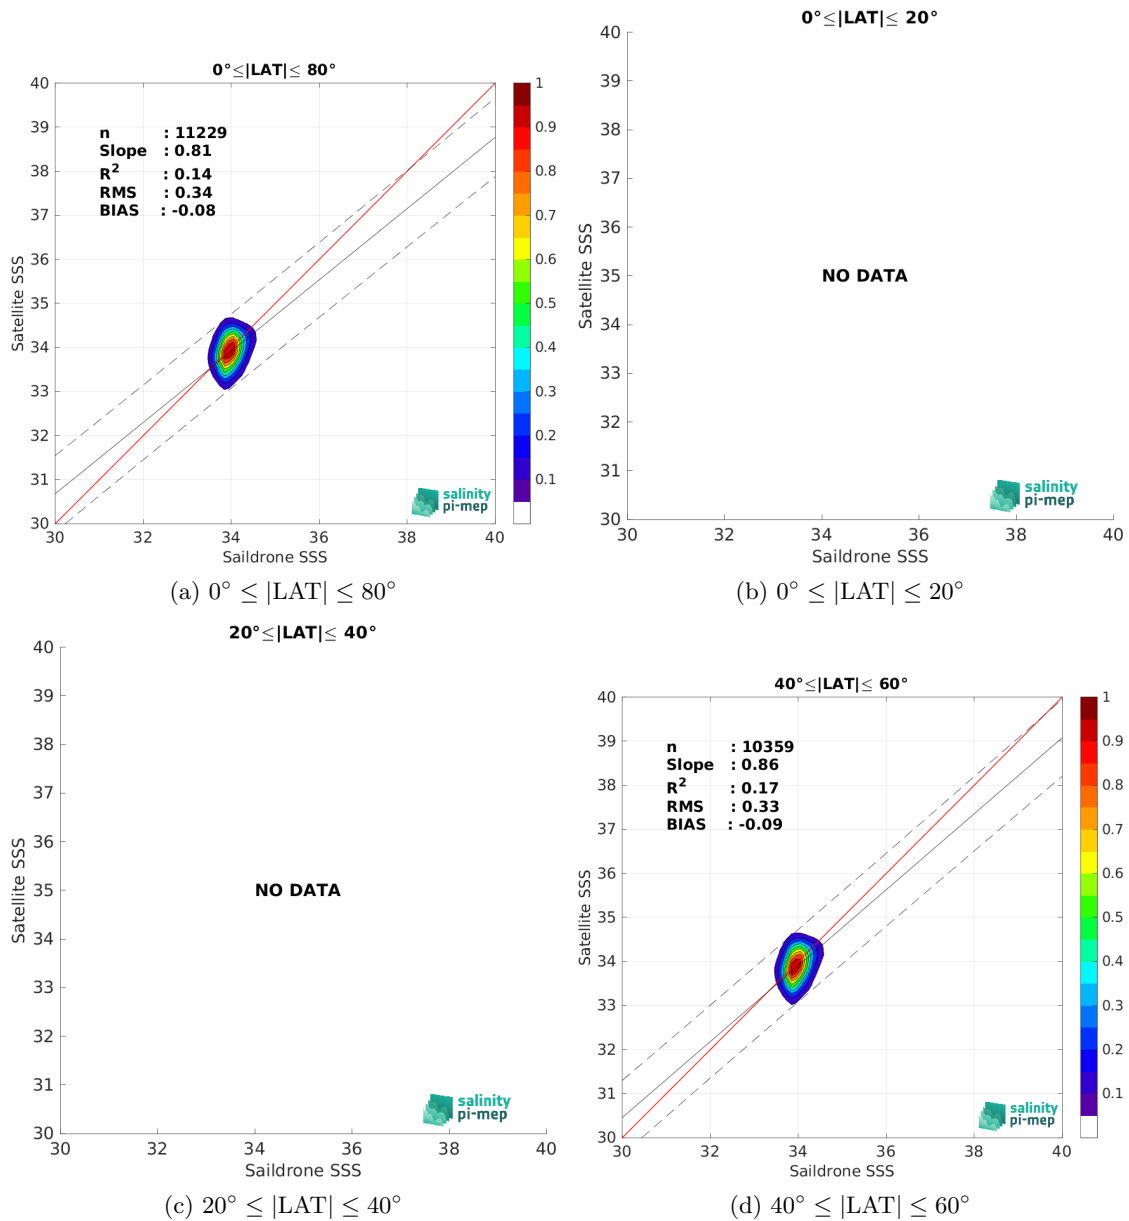 0°≤|LAT|≤ 80°
40
39
38
37
36
35
34
33
32
31
30
30
32
34
36
38
40
Satellite SSS
Saildrone SSS
n : 11229
Slope : 0.81
R² : 0.14
RMS : 0.34
BIAS : -0.08
1
0.9
0.8
0.7
0.6
0.5
0.4
0.3
0.2
0.1
salinity
pi-mep
(a) 0° ≤ |LAT| ≤ 80°
0°≤|LAT|≤ 20°
40
39
38
37
36
35
34
33
32
31
30
30
32
34
36
38
40
Satellite SSS
Saildrone SSS
NO DATA
salinity
pi-mep
(b) 0° ≤ |LAT| ≤ 20°
20°≤|LAT|≤ 40°
40
39
38
37
36
35
34
33
32
31
30
30
32
34
36
38
40
Satellite SSS
Saildrone SSS
NO DATA
salinity
pi-mep
(c) 20° ≤ |LAT| ≤ 40°
40°≤|LAT|≤ 60°
40
39
38
37
36
35
34
33
32
31
30
30
32
34
36
38
40
Satellite SSS
Saildrone SSS
n : 10359
Slope : 0.86
R² : 0.17
RMS : 0.33
BIAS : -0.09
1
0.9
0.8
0.7
0.6
0.5
0.4
0.3
0.2
0.1
salinity
pi-mep
(d) 40° ≤ |LAT| ≤ 60°